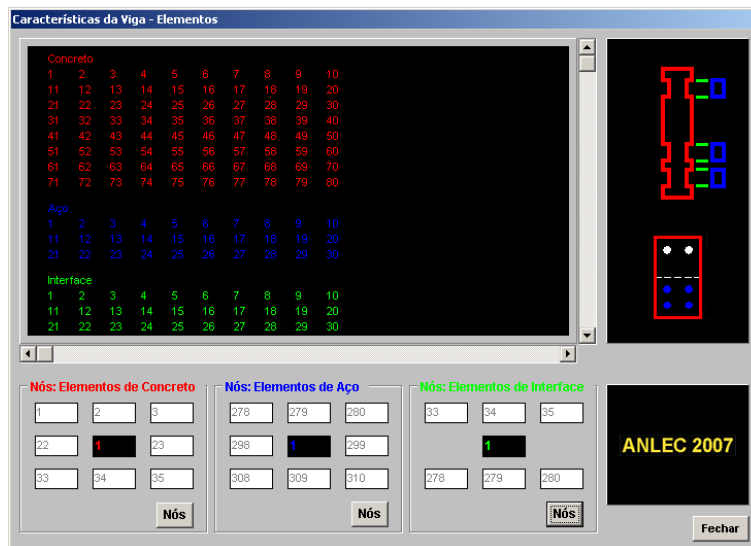 Características da Viga - Elementos
Concreto
1 2 3 4 5 6 7 8 9 10
11 12 13 14 15 16 17 18 19 20
21 22 23 24 25 26 27 28 29 30
31 32 33 34 35 36 37 38 39 40
41 42 43 44 45 46 47 48 49 50
51 52 53 54 55 56 57 58 59 60
61 62 63 64 65 66 67 68 69 70
71 72 73 74 75 76 77 78 79 80
Aço
1 2 3 4 5 6 7 8 9 10
11 12 13 14 15 16 17 18 19 20
21 22 23 24 25 26 27 28 29 30
Interface
1 2 3 4 5 6 7 8 9 10
11 12 13 14 15 16 17 18 19 20
21 22 23 24 25 26 27 28 29 30
Nós: Elementos de Concreto
1 2 3
22 1 23
33 34 35
Nós
Nós: Elementos de Aço
278 279 280
298 1 299
308 309 310
Nós
Nós: Elementos de Interface
33 34 35
1
278 279 280
Nós
ANLEC 2007
Fechar